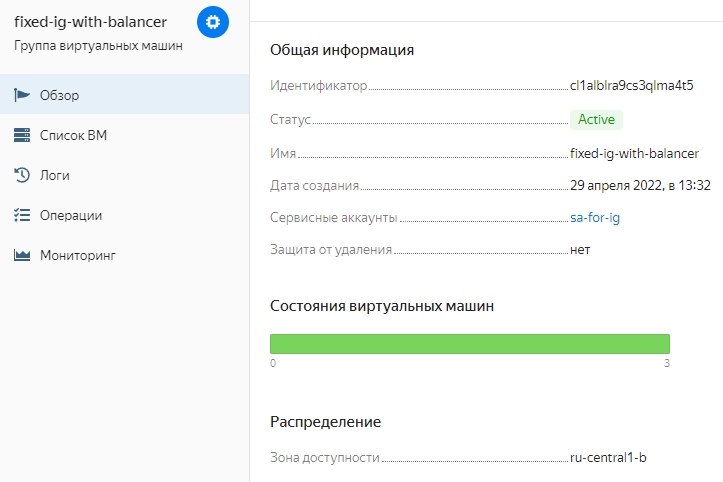 fixed-ig-with-balancer
Группа виртуальных машин
Обзор
Список ВМ
Логи
Операции
Мониторинг
Общая информация
Идентификатор cl1alblra9cs3qlma4t5
Статус Active
Имя fixed-ig-with-balancer
Дата создания 29 апреля 2022, в 13:32
Сервисные аккаунты sa-for-ig
Защита от удаления нет
Состояния виртуальных машин
0 3
Распределение
Зона доступности ru-central1-b